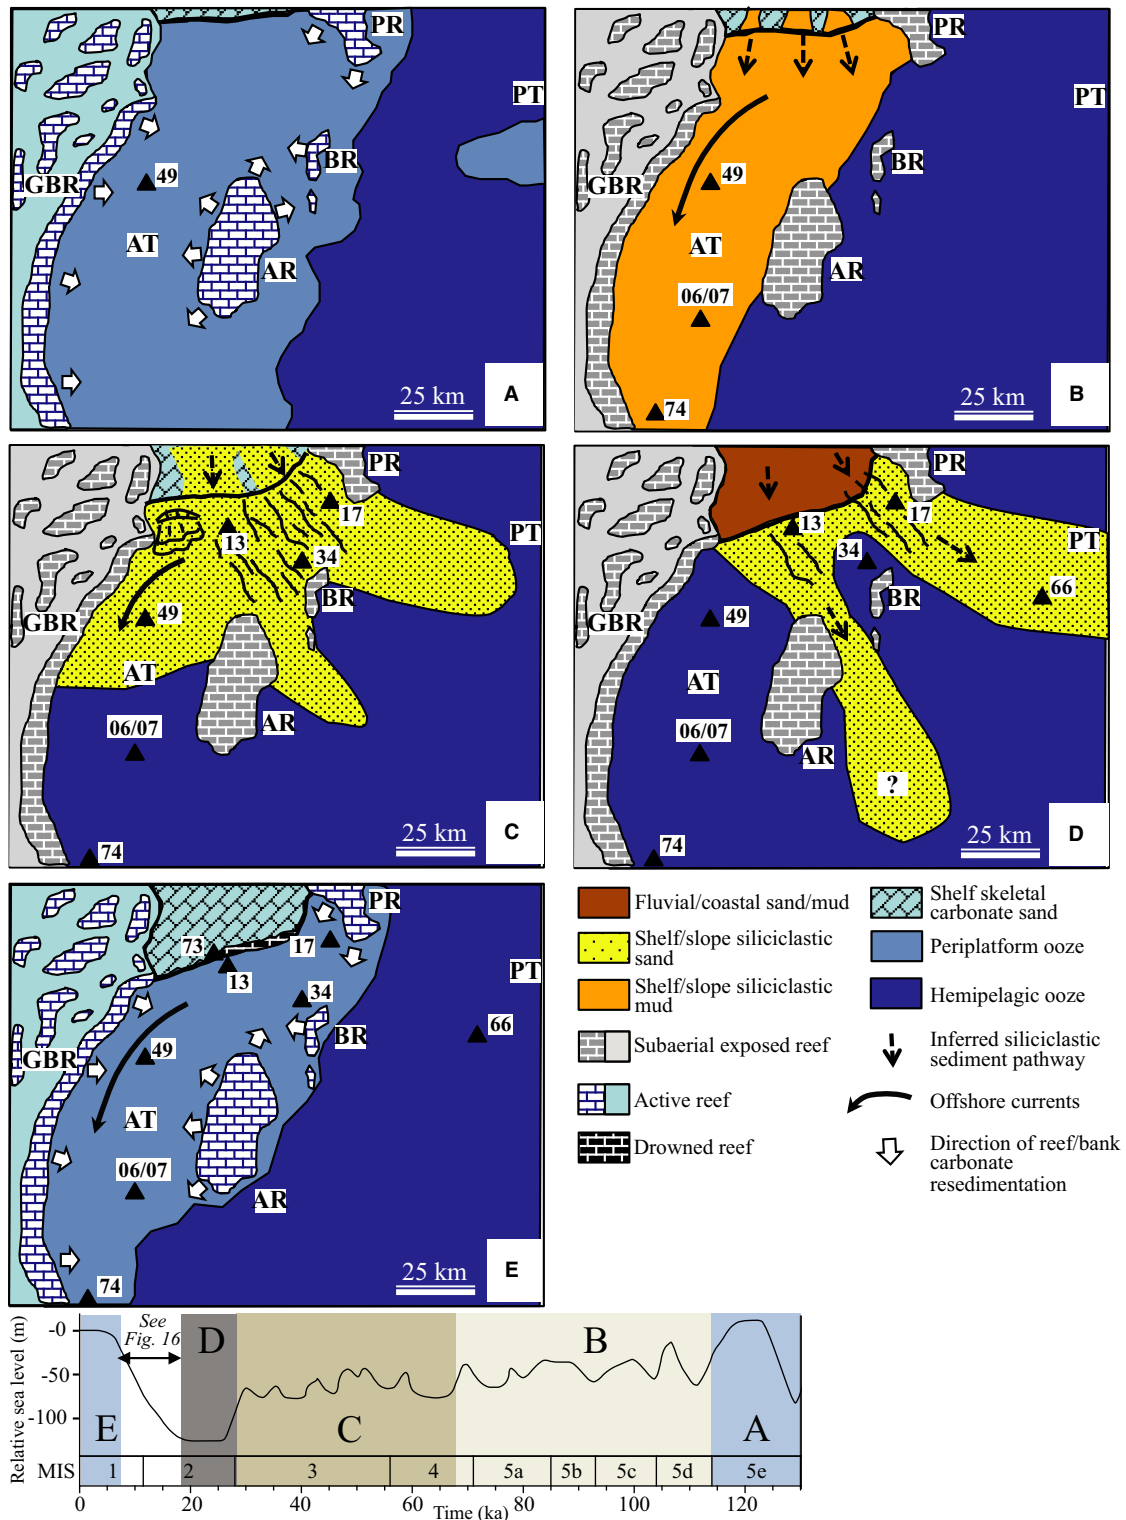 PR
PT
BR
GBR
49
AT
AR
25 km
A
PR
PT
BR
GBR
49
AT
AR
06/07
74
25 km
B
PR
17
PT
13
34
BR
49
GBR
AT
AR
06/07
25 km
C
74
PR
17
13
PT
34
66
BR
49
GBR
AT
06/07
AR
?
25 km
D
74
PR
73
17
13
PT
34
66
BR
49
GBR
AT
06/07
AR
25 km
E
74
Fluvial/coastal sand/mud
Shelf/slope siliciclastic
sand
Shelf/slope siliciclastic
mud
Subaerial exposed reef
Active reef
Drowned reef
Shelf skeletal
carbonate sand
Periplatform ooze
Hemipelagic ooze
Inferred siliciclastic
sediment pathway
Offshore currents
Direction of reef/bank
carbonate
resedimentation
Relative sea level (m)
-0
-50
-100
See
Fig. 16
E
D
C
B
A
MIS
1
2
3
4
5a
5b
5c
5d
5e
0
20
40
60
80
100
120
Time (ka)